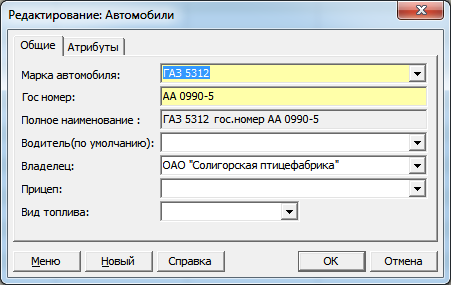 Редактирование: Автомобили
Общие Атрибуты
Марка автомобиля: ГАЗ 5312
Гос номер: АА 0990-5
Полное наименование : ГАЗ 5312 гос.номер АА 0990-5
Водитель(по умолчанию):
Владелец: ОАО "Солигорская птицефабрика"
Прицеп:
Вид топлива:
Меню Новый Справка ОК Отмена